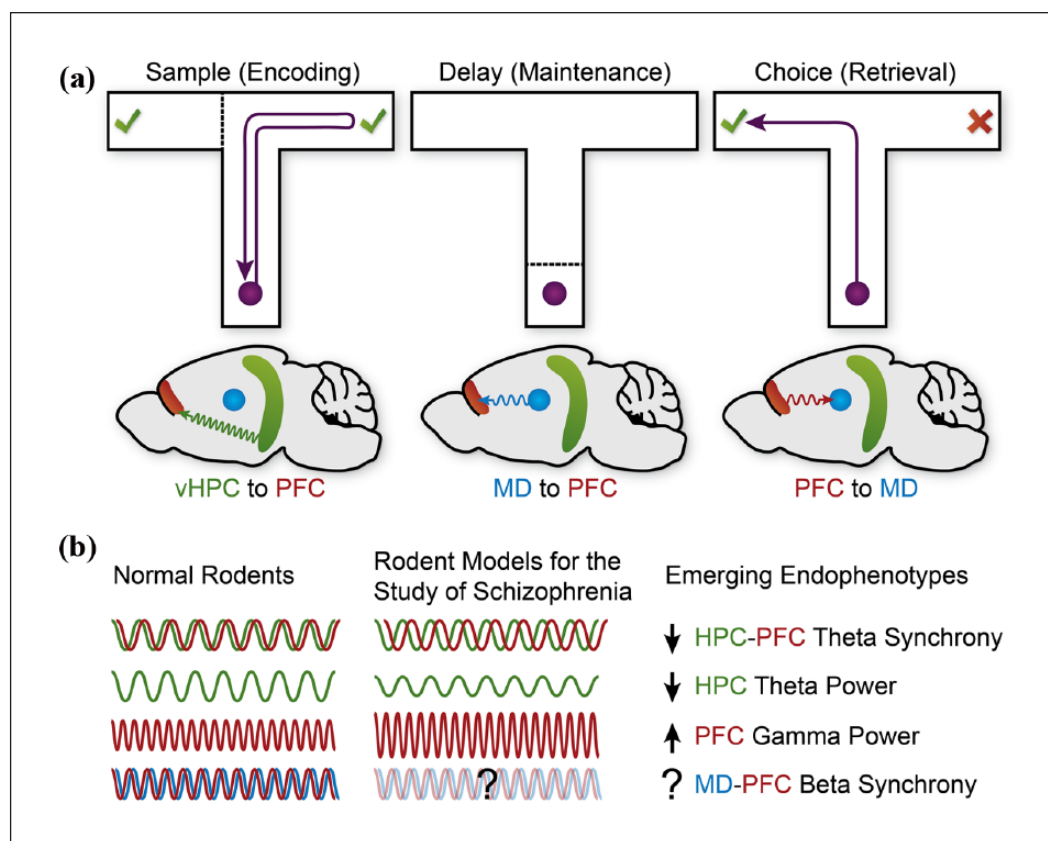 (a)
Sample (Encoding)
Delay (Maintenance)
Choice (Retrieval)
vHPC to PFC
MD to PFC
PFC to MD
(b)
Normal Rodents
Rodent Models for the
Study of Schizophrenia
Emerging Endophenotypes
HPC-PFC Theta Synchrony
HPC Theta Power
PFC Gamma Power
?
? MD-PFC Beta Synchrony